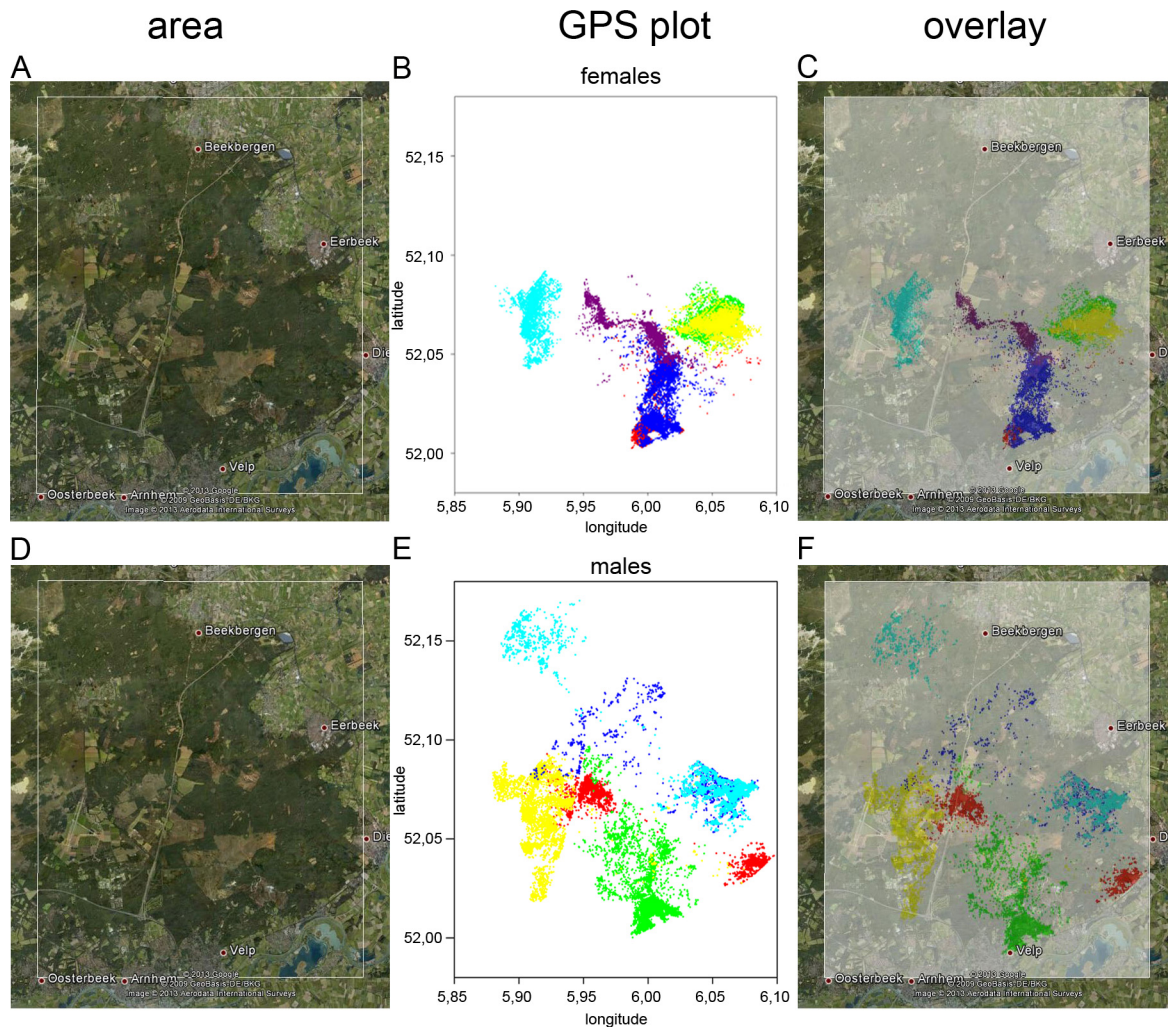 area GPS plot overlay
A B C
females
Beekbergen
Eerbeek
Die
Velp
Oosterbeek Arnhem
© 2013 Google
© 2009 GeoBasis-DE/BKG
Image © 2013 Aerodata International Surveys
latitude
52,15
52,10
52,05
52,00
5,85 5,90 5,95 6,00 6,05 6,10
longitude
Beekbergen
Eerbeek
D
Velp
Oosterbeek Arnhem
© 2013 Google
© 2009 GeoBasis-DE/BKG
Image © 2013 Aerodata International Surveys
D E F
males
Beekbergen
Eerbeek
Die
Velp
Oosterbeek Arnhem
© 2013 Google
© 2009 GeoBasis-DE/BKG
Image © 2013 Aerodata International Surveys
latitude
52,15
52,10
52,05
52,00
5,85 5,90 5,95 6,00 6,05 6,10
longitude
Beekbergen
Eerbeek
D
Velp
Oosterbeek Arnhem
© 2013 Google
© 2009 GeoBasis-DE/BKG
Image © 2013 Aerodata International Surveys